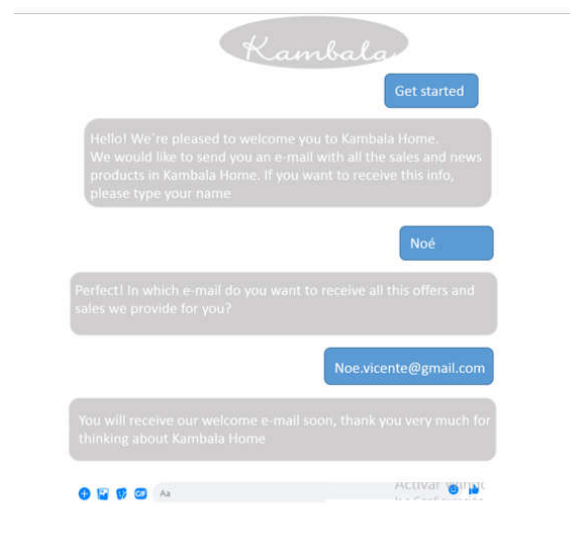 Kambala
Get started
Hello! We´re pleased to welcome you to Kambala Home.
We would like to send you an e-mail with all the sales and news
products in Kambala Home. If you want to receive this info,
please type your name
Noé
Perfect! In which e-mail do you want to receive all this offers and
sales we provide for you?
Noe.vicente@gmail.com
You will receive our welcome e-mail soon, thank you very much for
thinking about Kambala Home
GIF
Aa
Activar